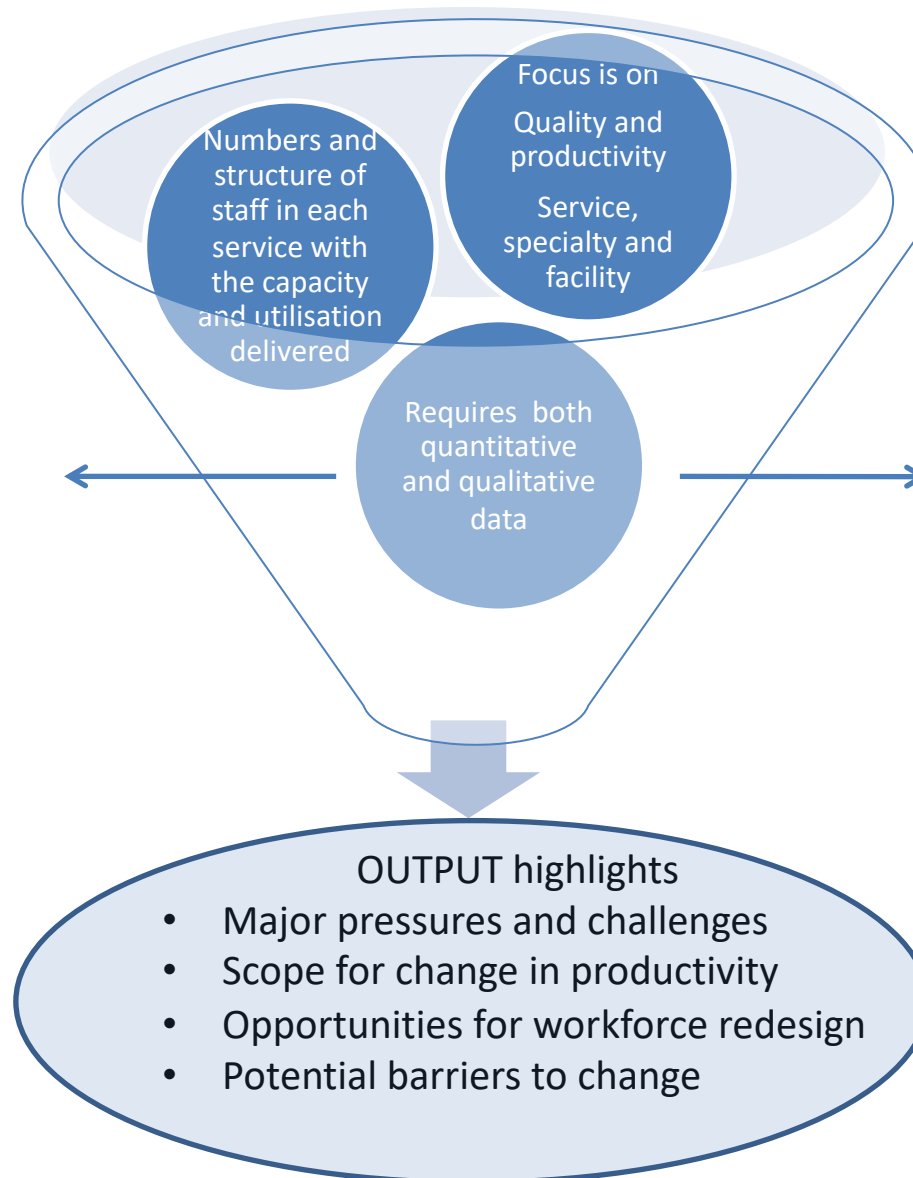 Focus is on
Quality and
productivity
Service,
specialty and
facility
Numbers and
structure of
staff in each
service with
the capacity
and utilisation
delivered
Requires both
quantitative
and qualitative
data
OUTPUT highlights
• Major pressures and challenges
• Scope for change in productivity
• Opportunities for workforce redesign
• Potential barriers to change